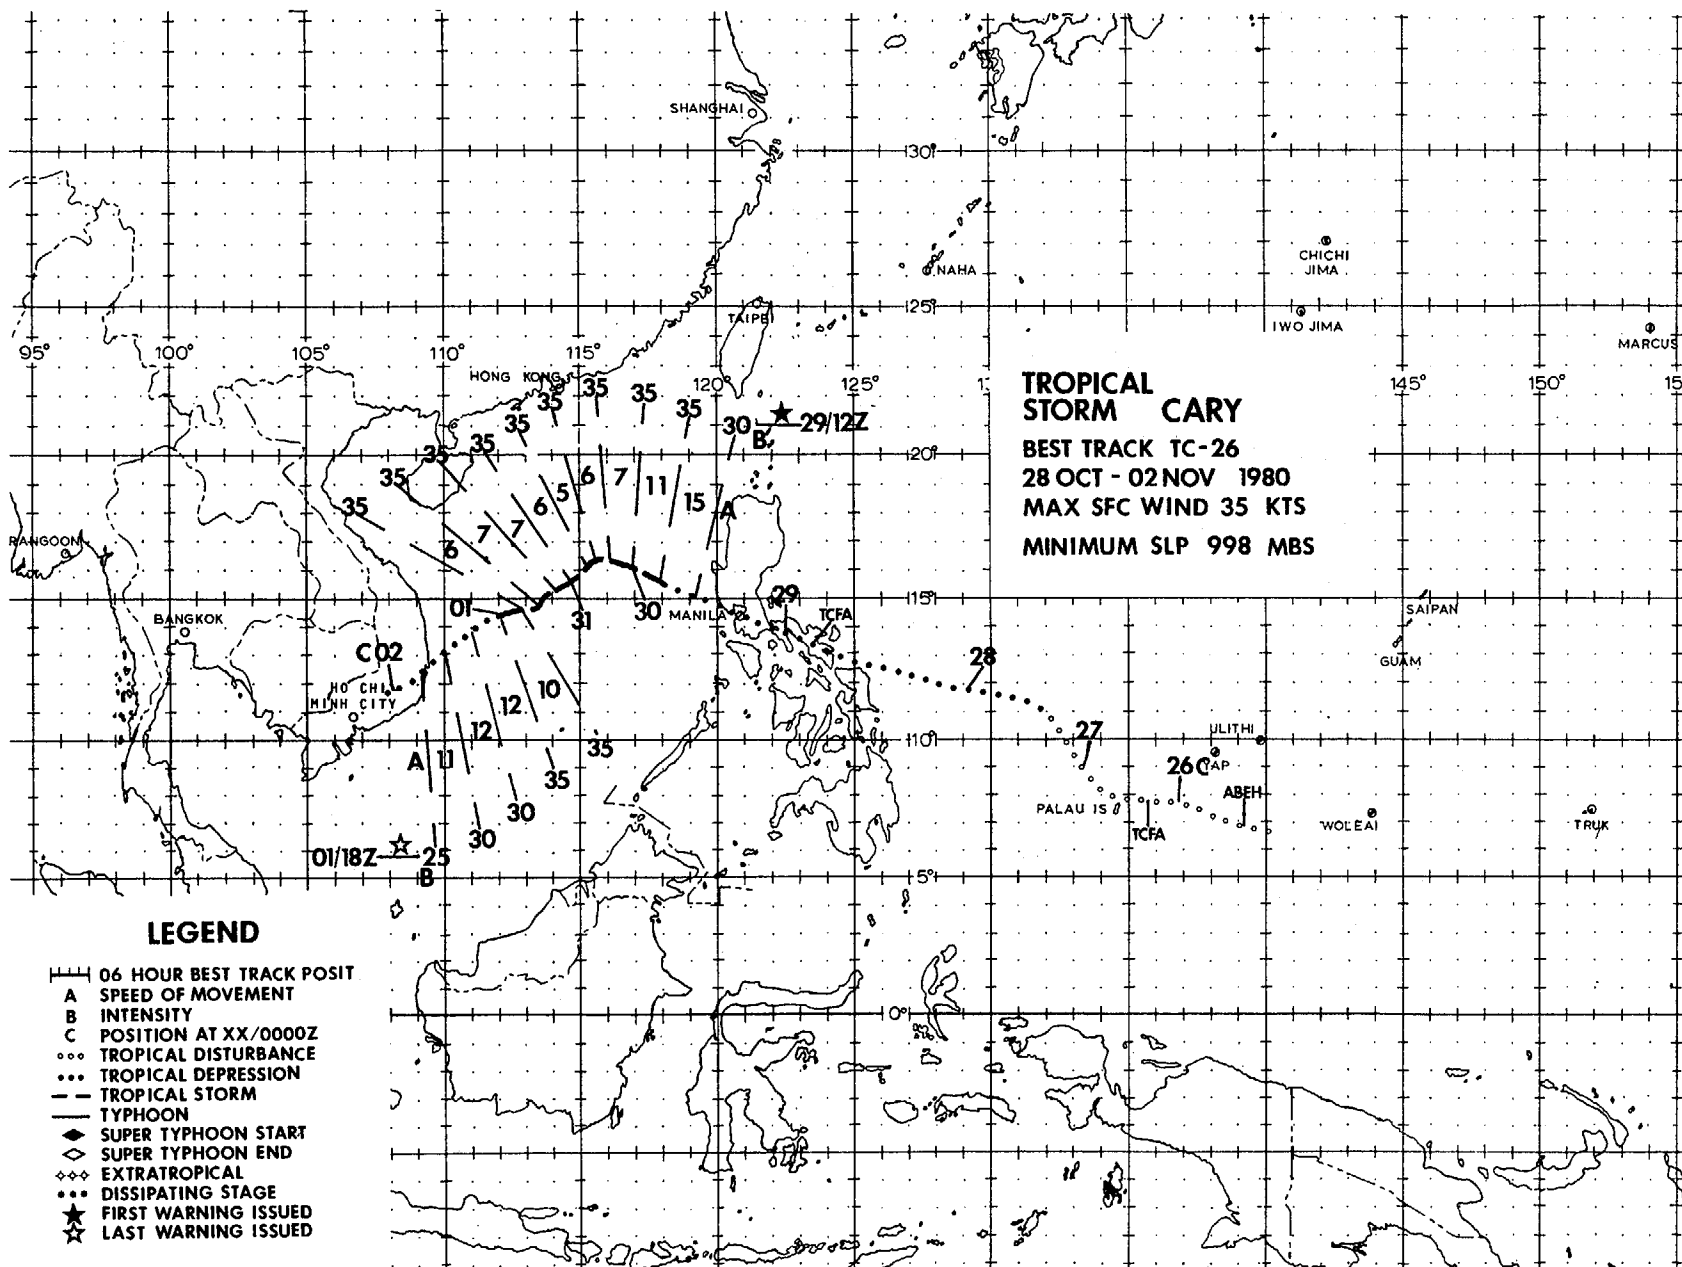 SHANGHAI
30°
NAHA
CHICHI
JIMA
25°
TAIPEI
IWO JIMA
MARCUS
95°
100°
105°
110°
115°
120°
125°
145°
150°
15
HONG KONG
TROPICAL
STORM CARY
BEST TRACK TC-26
28 OCT - 02 NOV 1980
MAX SFC WIND 35 KTS
MINIMUM SLP 998 MBS
35
35
35
35
35
35
35
35
35
35
30
29/12Z
B
20°
6
7
7
6
5
6
7
11
15
A
RANGOON
BANGKOK
01
31
30
MANILA
29
TCFA
15°
SAIPAN
GUAM
C 02
HO CHI
MINH CITY
28
27
26C
10°
ULITHI
YAP
ABEH
PALAU IS
TCFA
WOLEAI
TRUK
A
11
12
12
10
35
35
30
30
01/18Z
25
B
5°
0°
LEGEND
06 HOUR BEST TRACK POSIT
A SPEED OF MOVEMENT
B INTENSITY
C POSITION AT XX/0000Z
TROPICAL DISTURBANCE
TROPICAL DEPRESSION
TROPICAL STORM
TYPHOON
SUPER TYPHOON START
SUPER TYPHOON END
EXTRATROPICAL
DISSIPATING STAGE
FIRST WARNING ISSUED
LAST WARNING ISSUED